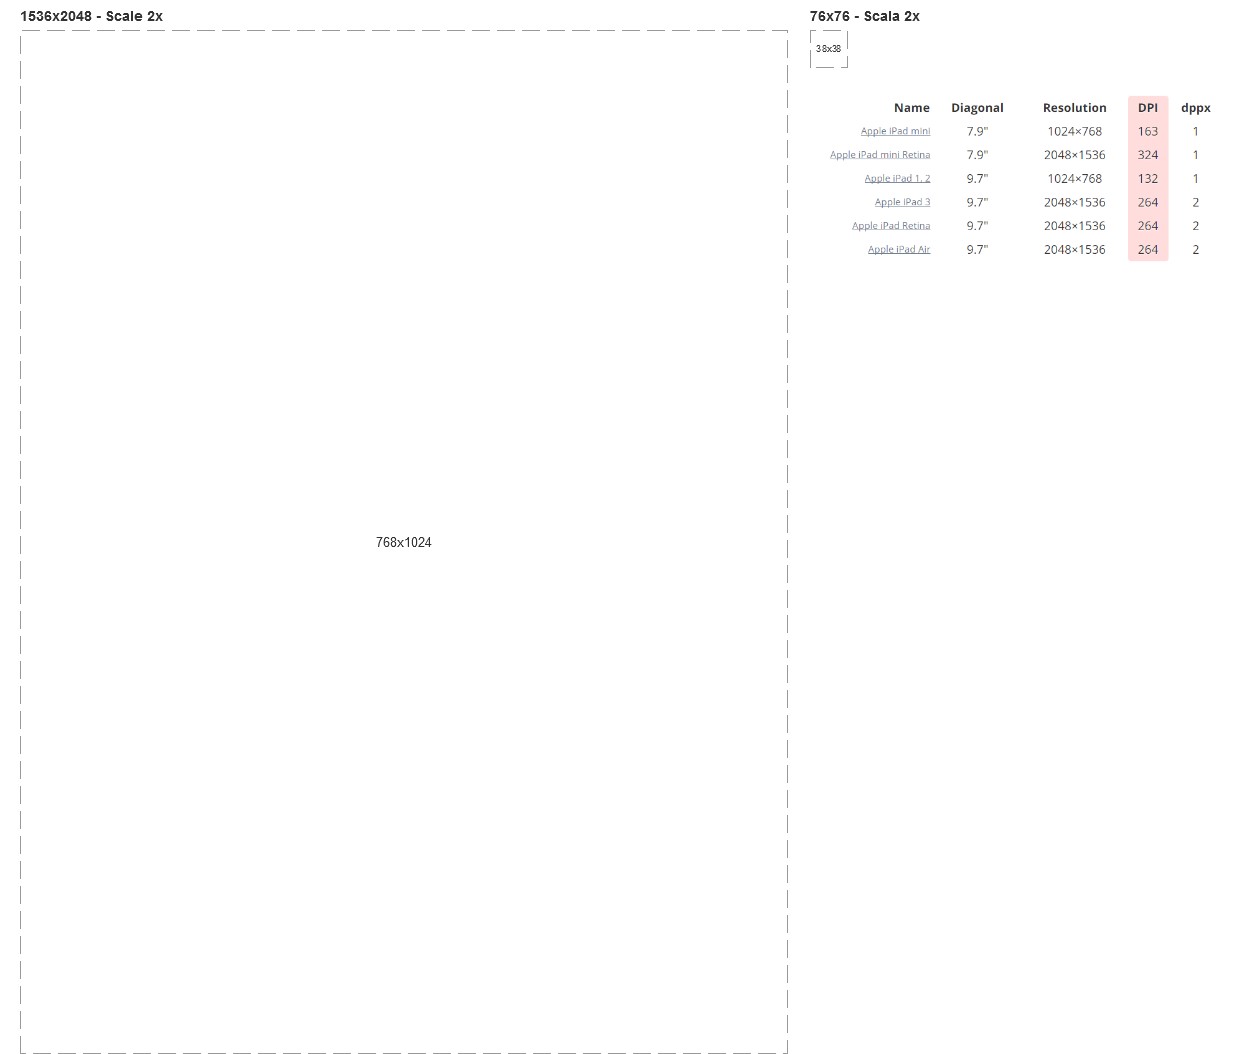 1536x2048 - Scale 2x
768x1024
76x76 - Scala 2x
38x38
Name Diagonal Resolution DPI dppx
Apple iPad mini 7.9" 1024×768 163 1
Apple iPad mini Retina 7.9" 2048×1536 324 1
Apple iPad 1, 2 9.7" 1024×768 132 1
Apple iPad 3 9.7" 2048×1536 264 2
Apple iPad Retina 9.7" 2048×1536 264 2
Apple iPad Air 9.7" 2048×1536 264 2